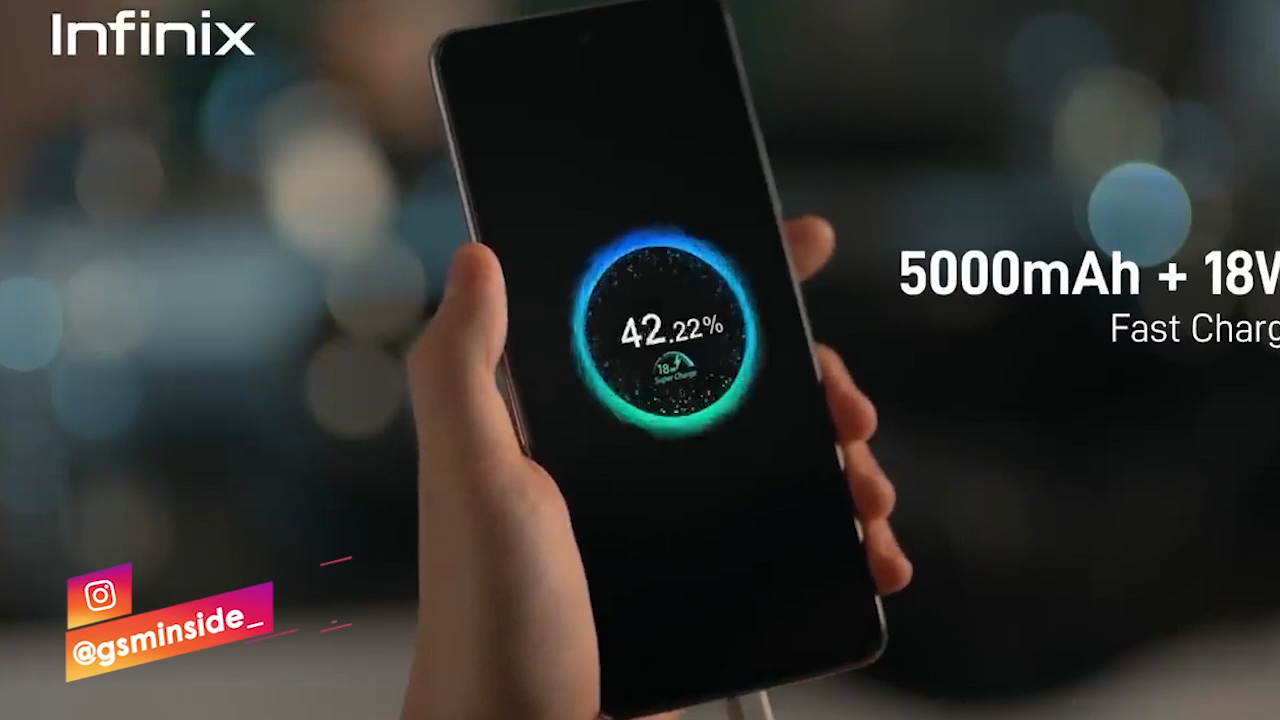 Infinix
5000mAh + 18W
Fast Charg
42.22%
18W
Super Charge
@gsminside_